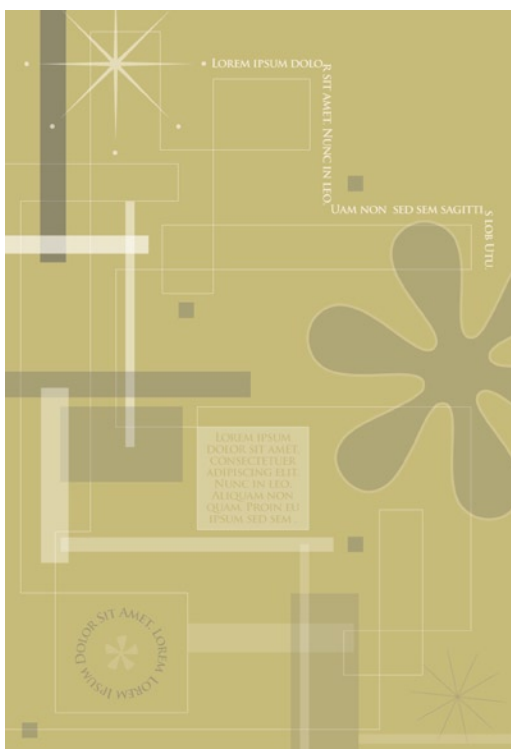 LOREM IPSUM DOLO
R SIT AMET. NUNC IN LEO.
UAM NON SED SEM SAGITTI
S LOB UTU.
LOREM IPSUM
DOLOR SIT AMET,
CONSECTETUER
ADIPISCING ELIT.
NUNC IN LEO.
ALIQUAM NON
QUAM. PROIN EU
IPSUM SED SEM
LOREM IPSUM DOLOR SIT AMET, LOREM